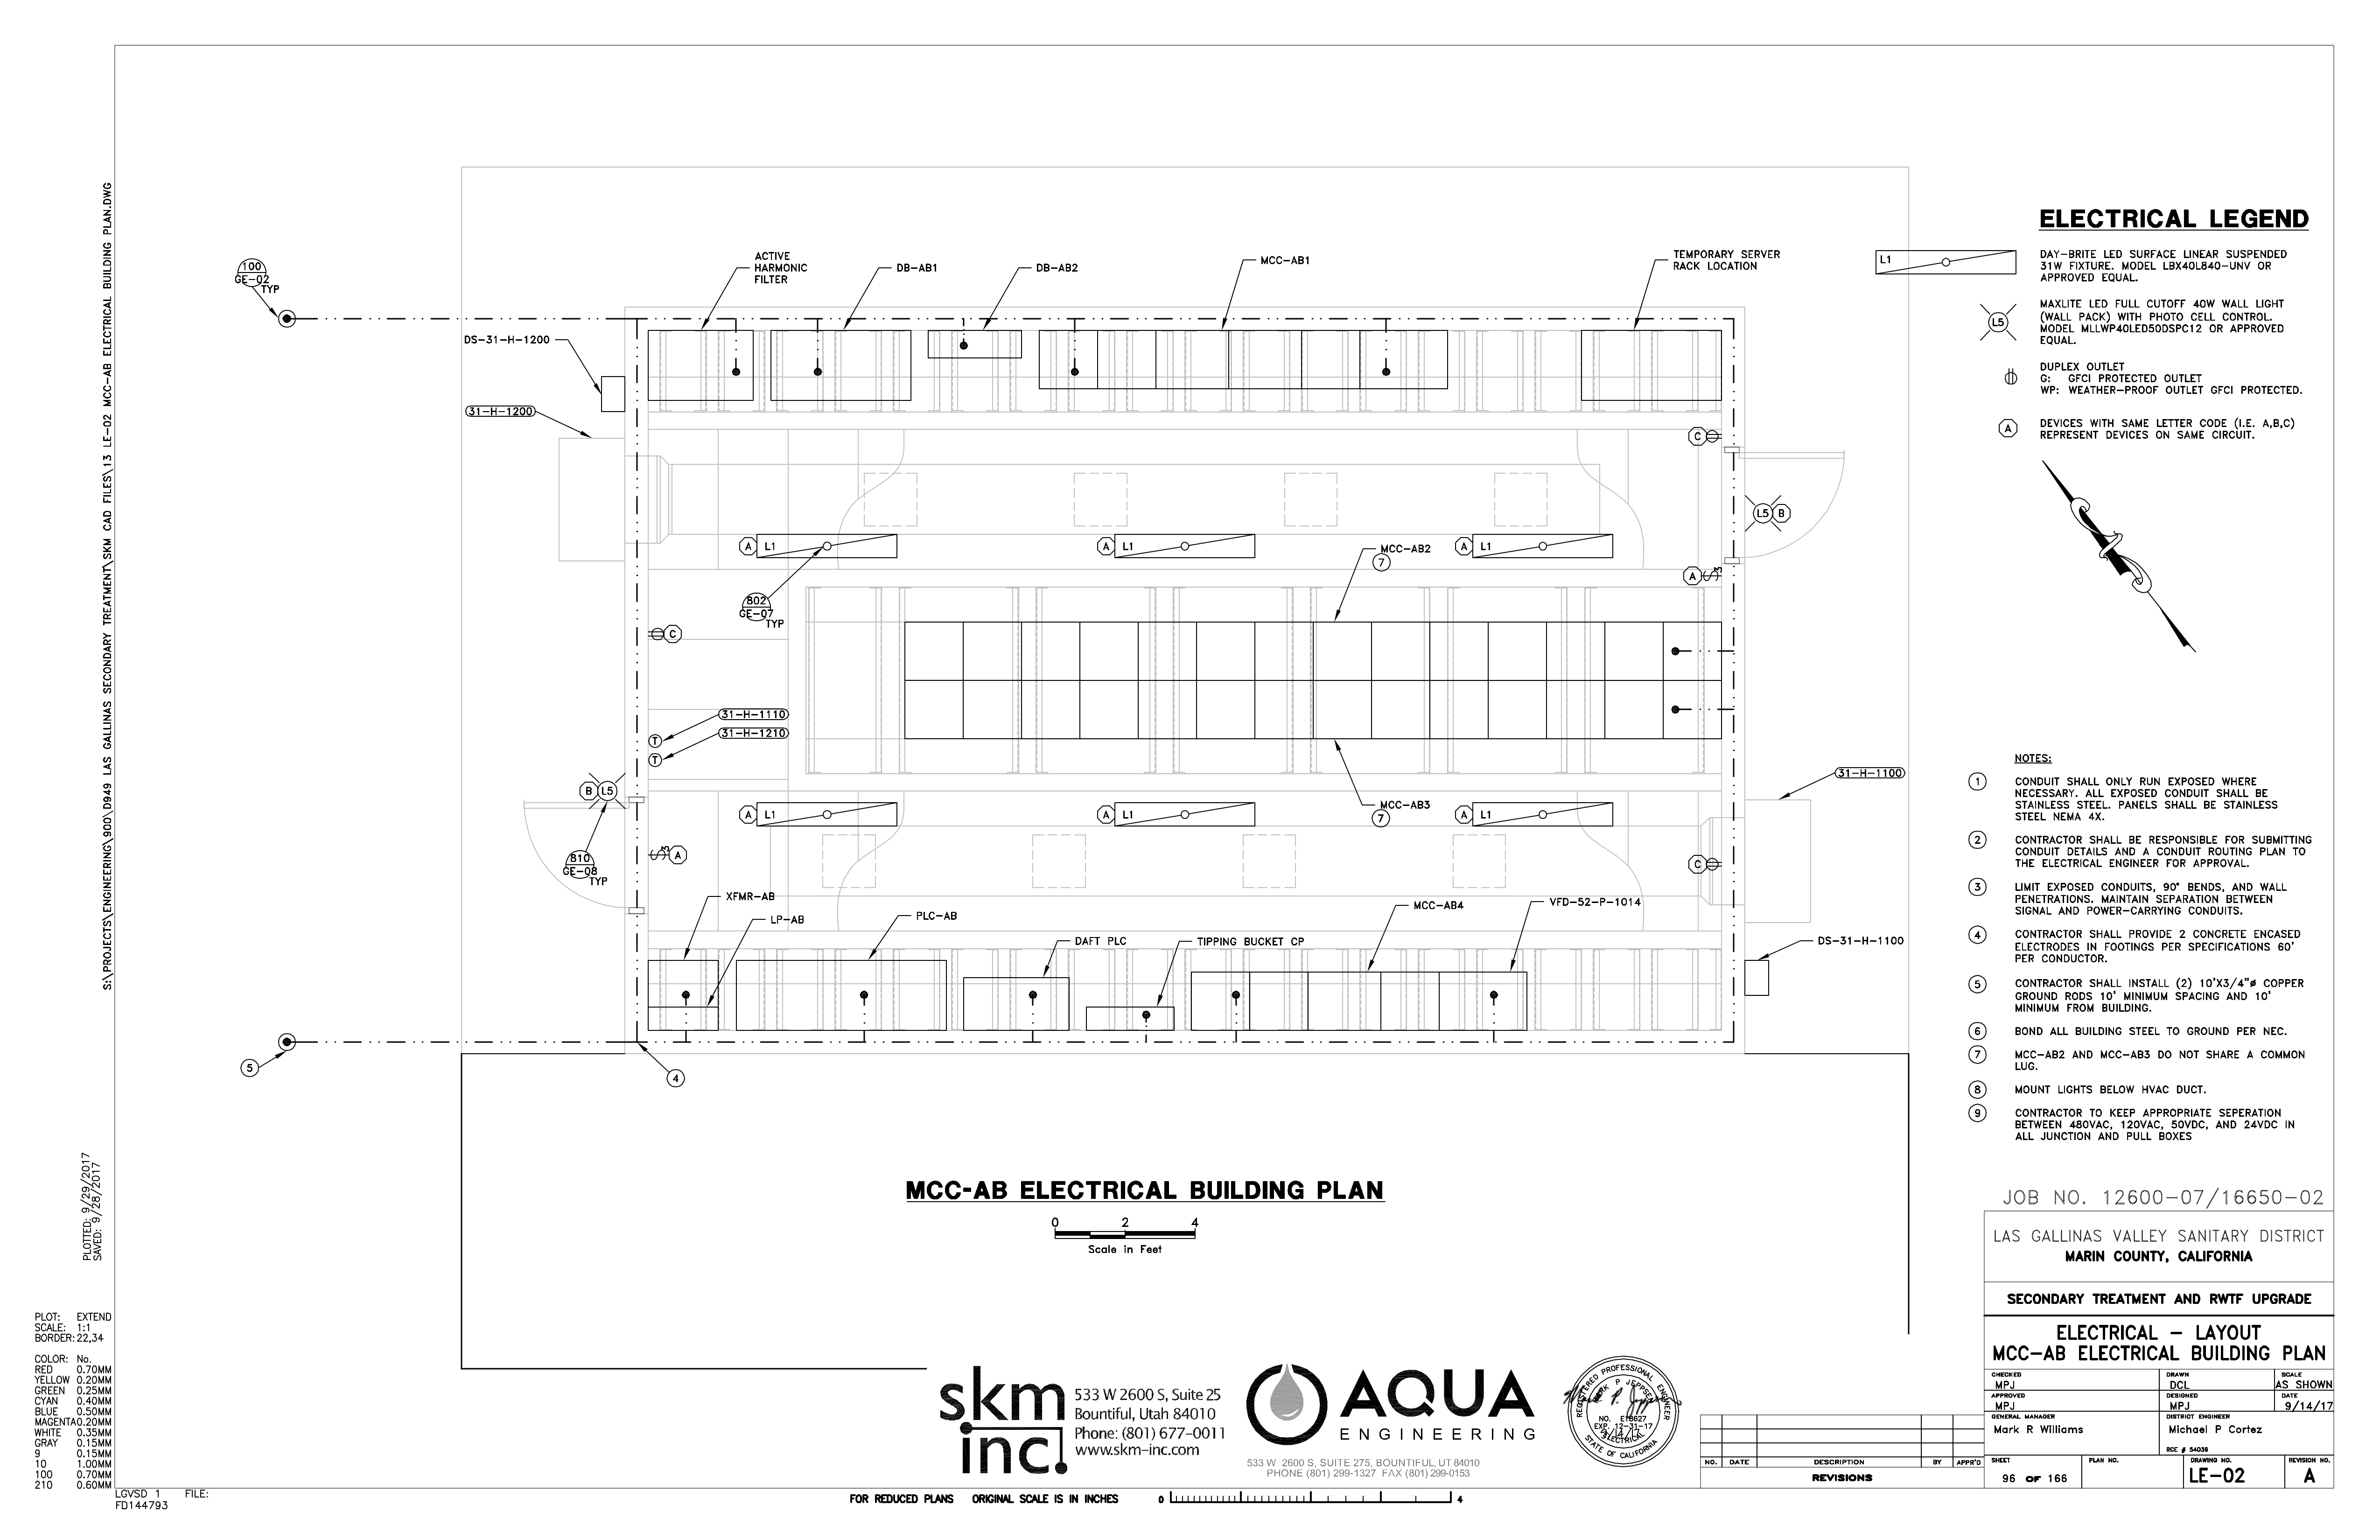 S:\PROJECTS\ENGINEERING\900\D949 LAS GALLINAS SECONDARY TREATMENT\SKM CAD FILES\13 LE-02 MCC-AB ELECTRICAL BUILDING PLAN.DWG
PLOTTED: 9/29/2017
SAVED: 9/28/2017
PLOT: EXTEND
SCALE: 1:1
BORDER: 22,34
COLOR: No.
RED 0.70MM
YELLOW 0.20MM
GREEN 0.25MM
CYAN 0.40MM
BLUE 0.50MM
MAGENTA 0.20MM
WHITE 0.35MM
GRAY 0.15MM
9 0.15MM
10 1.00MM
100 0.70MM
210 0.60MM
LGVSD 1 FILE:
FD144793
100
GE-02
TYP
DS-31-H-1200
31-H-1200
ACTIVE
HARMONIC
FILTER
DB-AB1
DB-AB2
MCC-AB1
TEMPORARY SERVER
RACK LOCATION
C
L5 B
A L1
A L1
A L1
MCC-AB2
7
A 3
802
GE-07
TYP
C
31-H-1110
T
31-H-1210
T
B L5
31-H-1100
A L1
A L1
A L1
MCC-AB3
7
810
GE-08
TYP
3 A
C
XFMR-AB
LP-AB
PLC-AB
DAFT PLC
TIPPING BUCKET CP
MCC-AB4
VFD-52-P-1014
DS-31-H-1100
5
4
MCC-AB ELECTRICAL BUILDING PLAN
0 2 4
Scale in Feet
ELECTRICAL LEGEND
L1
DAY-BRITE LED SURFACE LINEAR SUSPENDED
31W FIXTURE. MODEL LBX40L840-UNV OR
APPROVED EQUAL.
L5
MAXLITE LED FULL CUTOFF 40W WALL LIGHT
(WALL PACK) WITH PHOTO CELL CONTROL.
MODEL MLLWP40LED50DSPC12 OR APPROVED
EQUAL.
DUPLEX OUTLET
G: GFCI PROTECTED OUTLET
WP: WEATHER-PROOF OUTLET GFCI PROTECTED.
A
DEVICES WITH SAME LETTER CODE (I.E. A,B,C)
REPRESENT DEVICES ON SAME CIRCUIT.
NOTES:
1 CONDUIT SHALL ONLY RUN EXPOSED WHERE
NECESSARY. ALL EXPOSED CONDUIT SHALL BE
STAINLESS STEEL. PANELS SHALL BE STAINLESS
STEEL NEMA 4X.
2 CONTRACTOR SHALL BE RESPONSIBLE FOR SUBMITTING
CONDUIT DETAILS AND A CONDUIT ROUTING PLAN TO
THE ELECTRICAL ENGINEER FOR APPROVAL.
3 LIMIT EXPOSED CONDUITS, 90° BENDS, AND WALL
PENETRATIONS. MAINTAIN SEPARATION BETWEEN
SIGNAL AND POWER-CARRYING CONDUITS.
4 CONTRACTOR SHALL PROVIDE 2 CONCRETE ENCASED
ELECTRODES IN FOOTINGS PER SPECIFICATIONS 60'
PER CONDUCTOR.
5 CONTRACTOR SHALL INSTALL (2) 10'X3/4"ø COPPER
GROUND RODS 10' MINIMUM SPACING AND 10'
MINIMUM FROM BUILDING.
6 BOND ALL BUILDING STEEL TO GROUND PER NEC.
7 MCC-AB2 AND MCC-AB3 DO NOT SHARE A COMMON
LUG.
8 MOUNT LIGHTS BELOW HVAC DUCT.
9 CONTRACTOR TO KEEP APPROPRIATE SEPERATION
BETWEEN 480VAC, 120VAC, 50VDC, AND 24VDC IN
ALL JUNCTION AND PULL BOXES
JOB NO. 12600-07/16650-02
LAS GALLINAS VALLEY SANITARY DISTRICT
MARIN COUNTY, CALIFORNIA
SECONDARY TREATMENT AND RWTF UPGRADE
ELECTRICAL - LAYOUT
MCC-AB ELECTRICAL BUILDING PLAN
CHECKED MPJ
DRAWN DCL
SCALE AS SHOWN
APPROVED MPJ
DESIGNED MPJ
DATE 9/14/17
GENERAL MANAGER
Mark R Williams
DISTRICT ENGINEER
Michael P Cortez
RCE # 54038
SHEET 96 OF 166
PLAN NO.
DRAWING NO. LE-02
REVISION NO. A
NO. DATE DESCRIPTION BY APPR'D
REVISIONS
skm
inc.
533 W 2600 S, Suite 25
Bountiful, Utah 84010
Phone: (801) 677-0011
www.skm-inc.com
AQUA
ENGINEERING
533 W 2600 S, SUITE 275, BOUNTIFUL, UT 84010
PHONE (801) 299-1327 FAX (801) 299-0153
REGISTERED PROFESSIONAL ENGINEER
MARK P JEPPSEN
NO. E18627
EXP. 12-31-17
9/14/17
ELECTRICAL
STATE OF CALIFORNIA
FOR REDUCED PLANS ORIGINAL SCALE IS IN INCHES
0 4